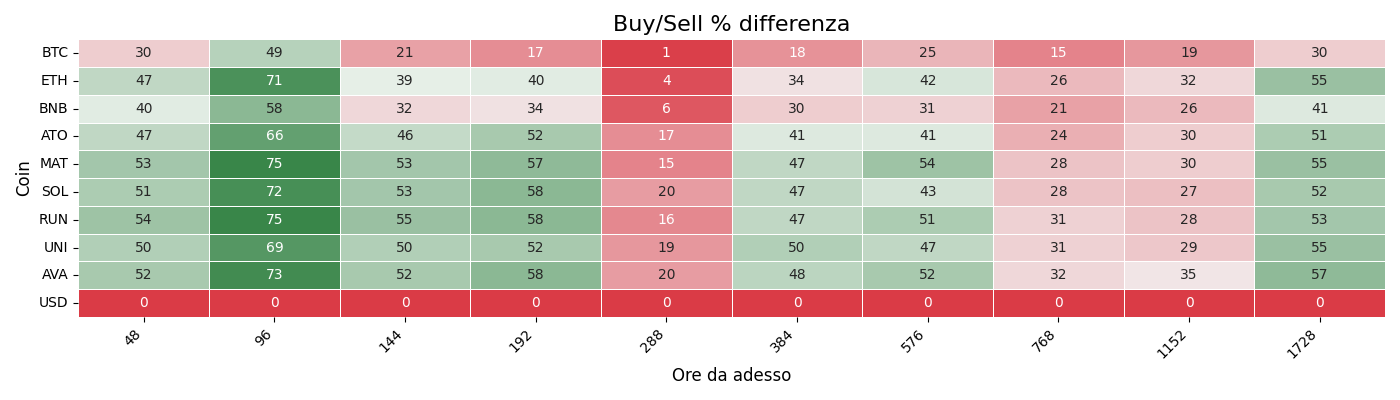 Buy/Sell % differenza
Coin
BTC 30 49 21 17 1 18 25 15 19 30
ETH 47 71 39 40 4 34 42 26 32 55
BNB 40 58 32 34 6 30 31 21 26 41
ATO 47 66 46 52 17 41 41 24 30 51
MAT 53 75 53 57 15 47 54 28 30 55
SOL 51 72 53 58 20 47 43 28 27 52
RUN 54 75 55 58 16 47 51 31 28 53
UNI 50 69 50 52 19 50 47 31 29 55
AVA 52 73 52 58 20 48 52 32 35 57
USD 0 0 0 0 0 0 0 0 0 0
48 96 144 192 288 384 576 768 1152 1728
Ore da adesso